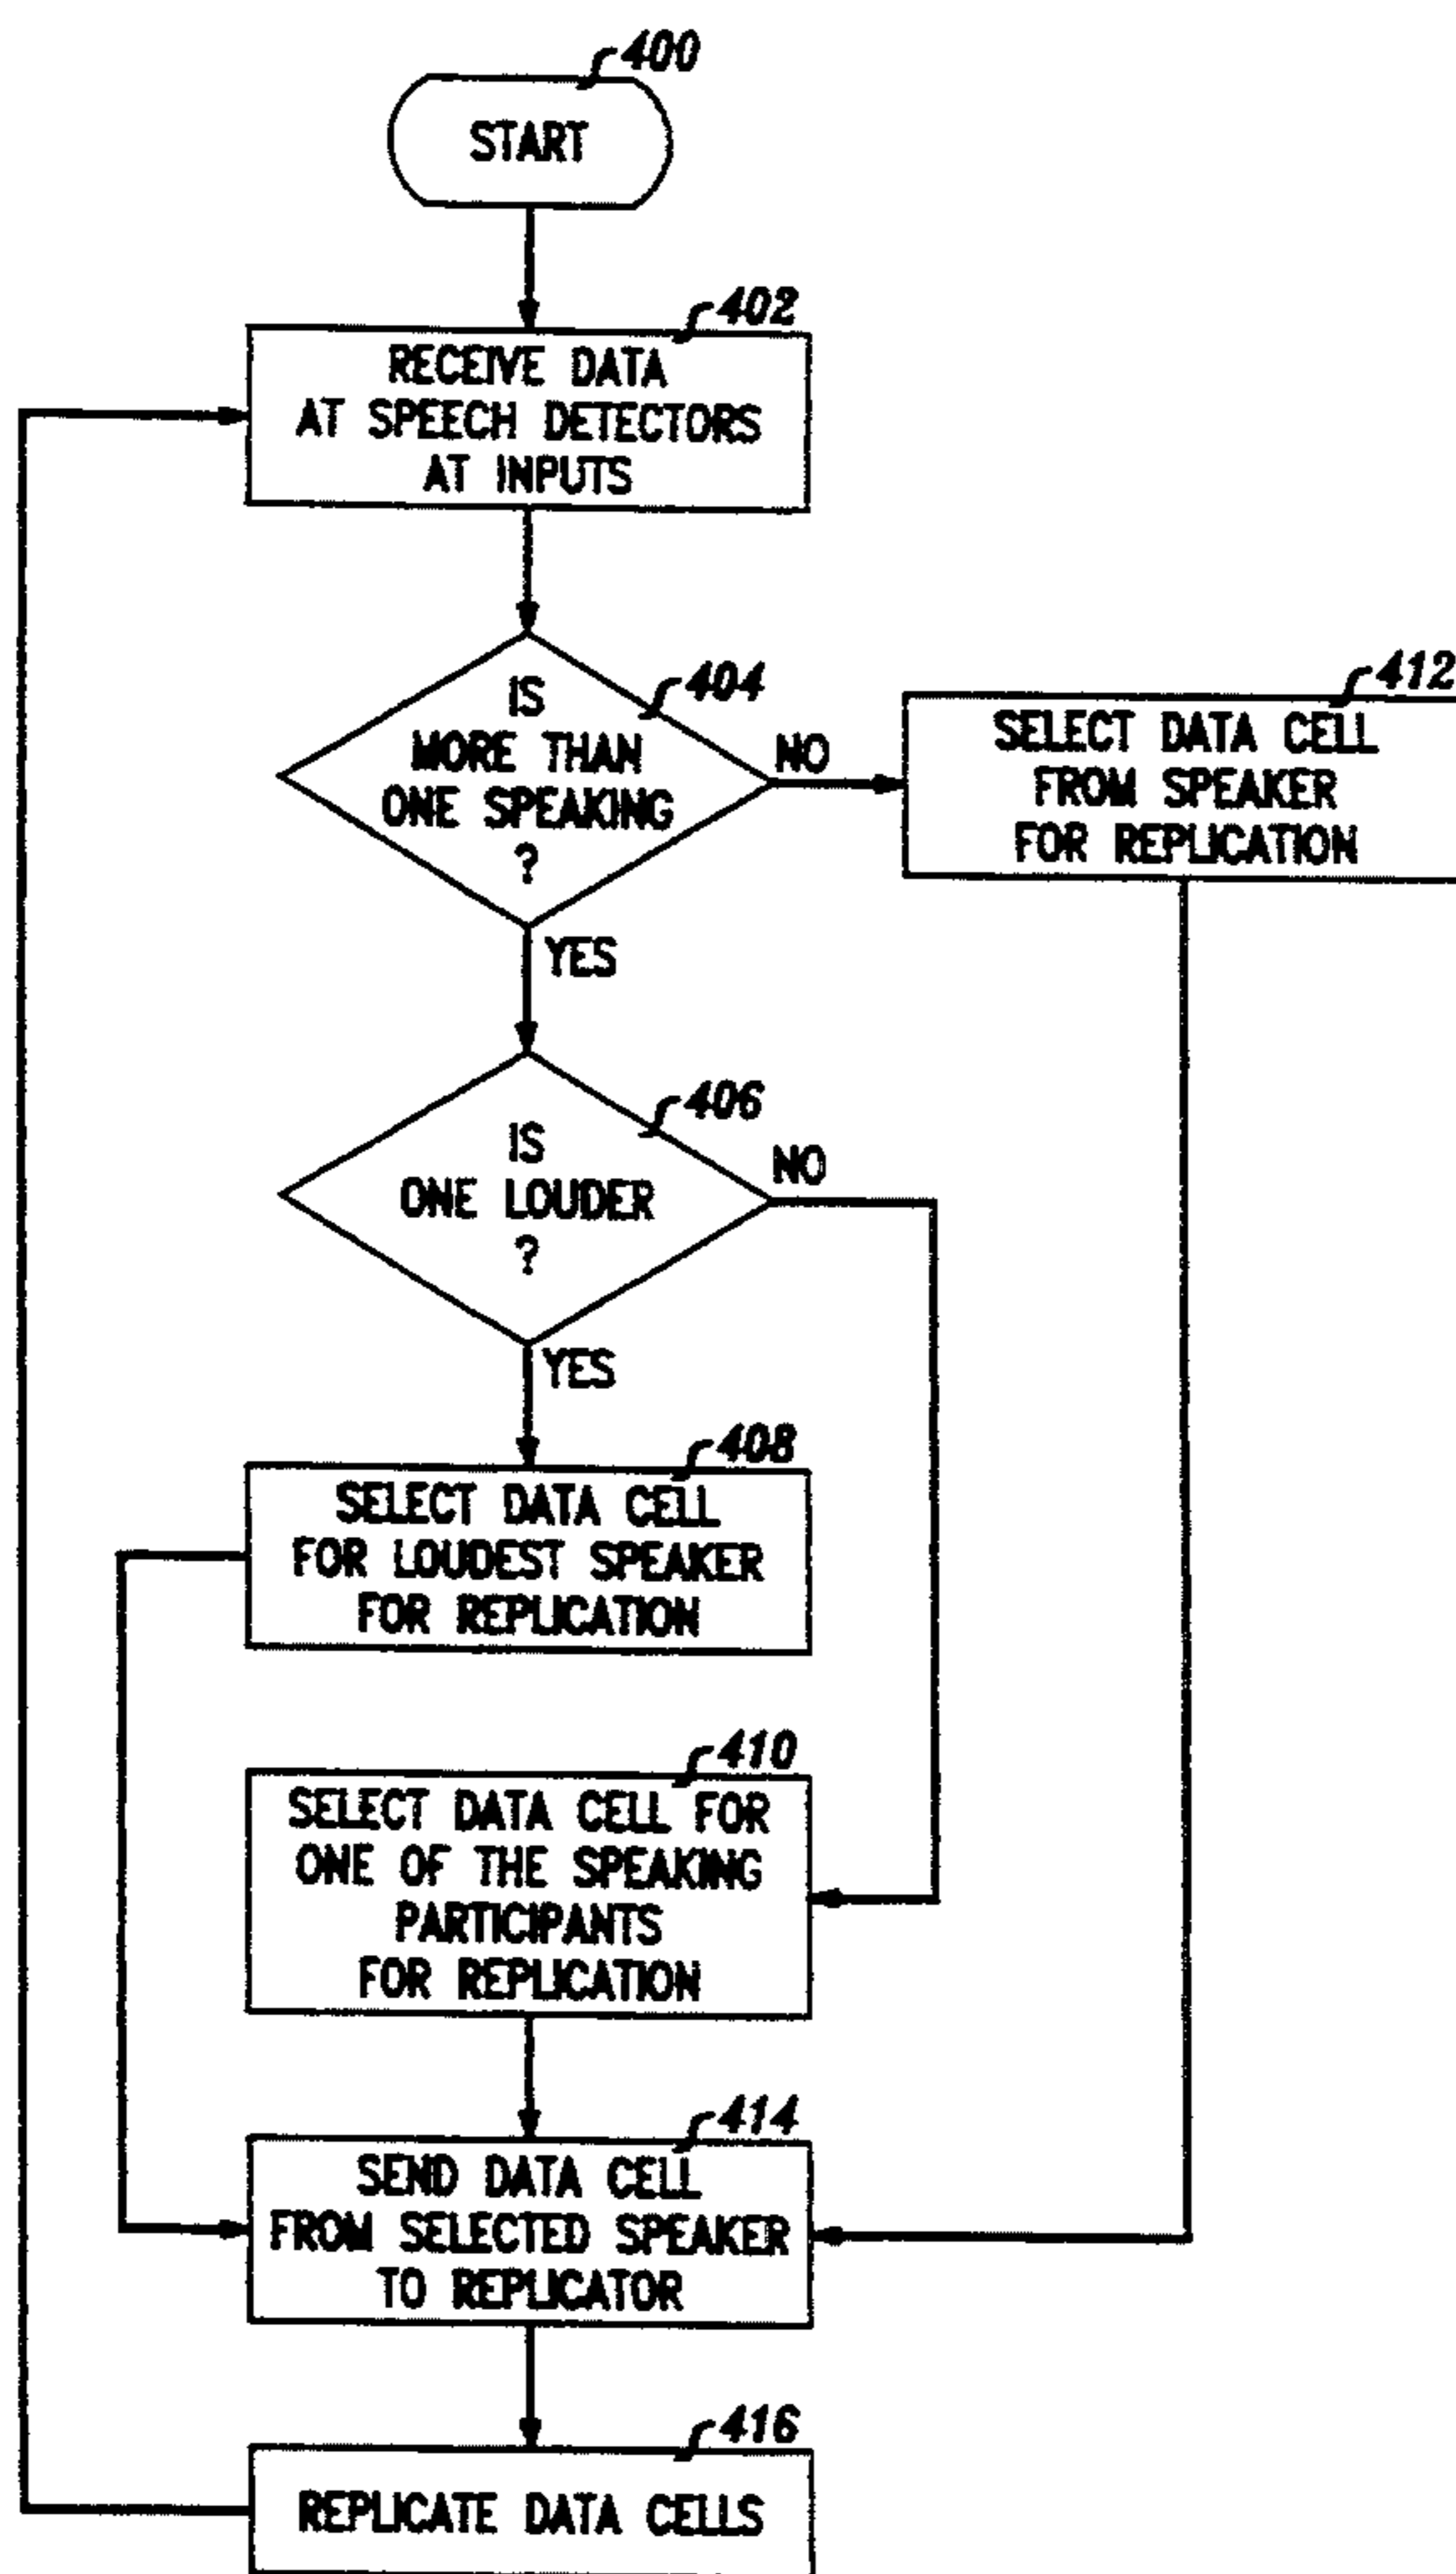 400
START
402
RECEIVE DATA
AT SPEECH DETECTORS
AT INPUTS
404
IS
MORE THAN
ONE SPEAKING
?
NO
412
SELECT DATA CELL
FROM SPEAKER
FOR REPLICATION
YES
406
IS
ONE LOUDER
?
NO
YES
408
SELECT DATA CELL
FOR LOUDEST SPEAKER
FOR REPLICATION
410
SELECT DATA CELL FOR
ONE OF THE SPEAKING
PARTICIPANTS
FOR REPLICATION
414
SEND DATA CELL
FROM SELECTED SPEAKER
TO REPLICATOR
416
REPLICATE DATA CELLS